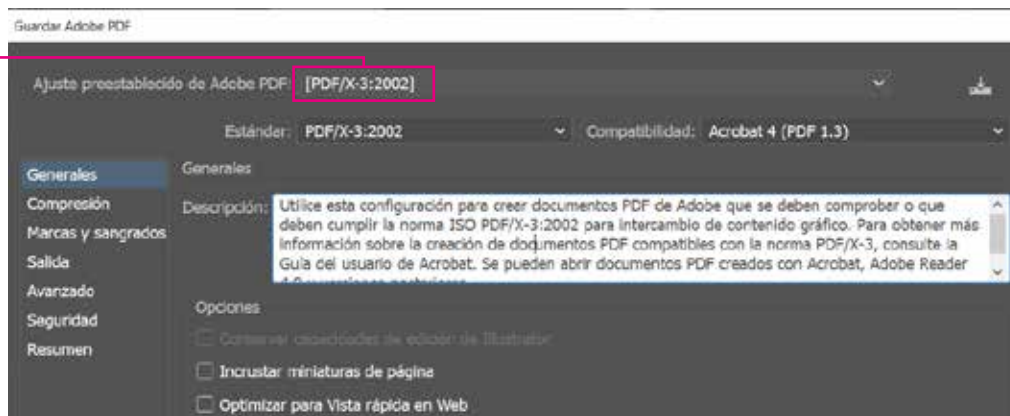 Guardar Adobe PDF
Ajuste preestablecido de Adobe PDF: [PDF/X-3:2002]
Estándar: PDF/X-3:2002 Compatibilidad: Acrobat 4 (PDF 1.3)
Generales
Compresión
Marcas y sangrados
Salida
Avanzado
Seguridad
Resumen
Generales
Descripción: Utilice esta configuración para crear documentos PDF de Adobe que se deben comprobar o que
deben cumplir la norma ISO PDF/X-3:2002 para intercambio de contenido gráfico. Para obtener más
información sobre la creación de documentos PDF compatibles con la norma PDF/X-3, consulte la
Guía del usuario de Acrobat. Se pueden abrir documentos PDF creados con Acrobat, Adobe Reader
Opciones
Conservar capacidades de edición de Illustrator
Incrustar miniaturas de página
Optimizar para Vista rápida en Web